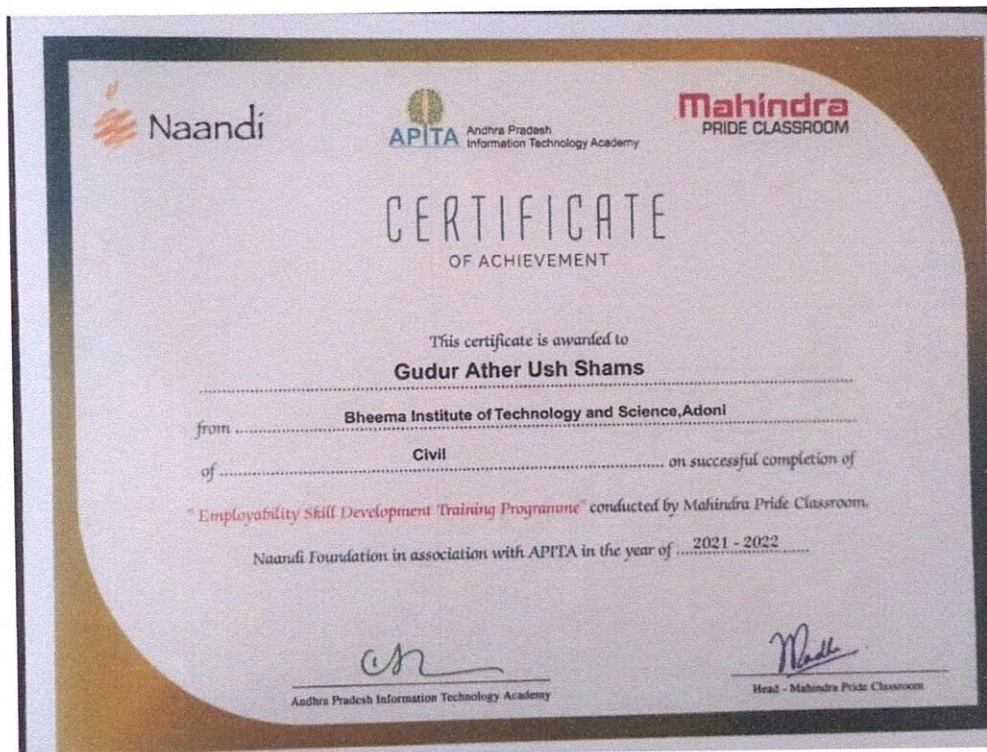 Naandi
APITA Andhra Pradesh
Information Technology Academy
Mahindra
PRIDE CLASSROOM
CERTIFICATE
OF ACHIEVEMENT
This certificate is awarded to
Gudur Ather Ush Shams
from Bheema Institute of Technology and Science,Adoni
of Civil on successful completion of
" Employability Skill Development Training Programme" conducted by Mahindra Pride Classroom,
Naandi Foundation in association with APITA in the year of 2021 - 2022
Andhra Pradesh Information Technology Academy
Head - Mahindra Pride Classroom